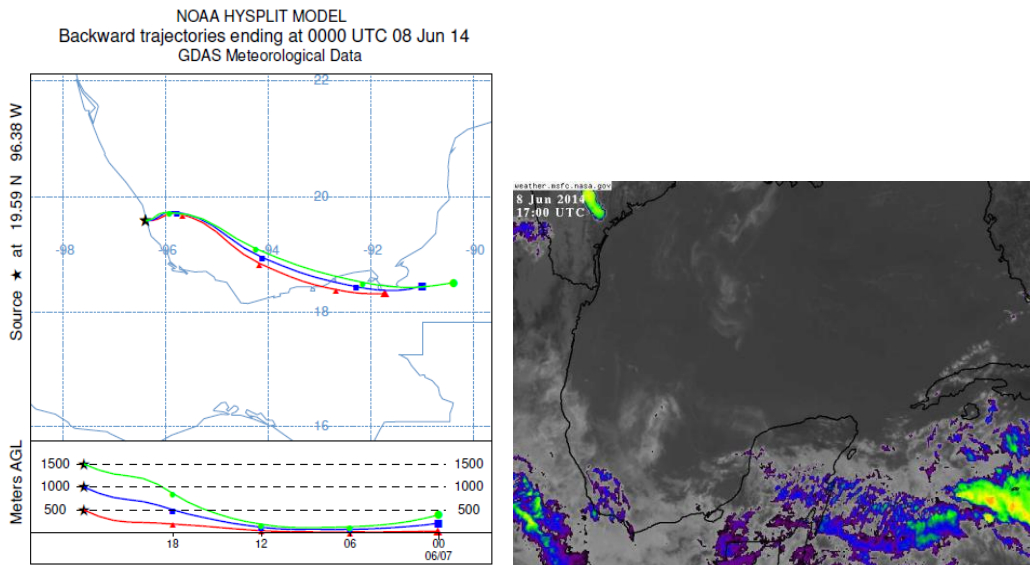 NOAA HYSPLIT MODEL
Backward trajectories ending at 0000 UTC 08 Jun 14
GDAS Meteorological Data
Source ★ at 19.59 N 96.38 W
22
20
-98
-96
-94
-92
-90
18
16
Meters AGL
1500
1500
1000
1000
500
500
18
12
06
00
06/07
weather.msfc.nasa.gov
8 Jun 2014
17:00 UTC